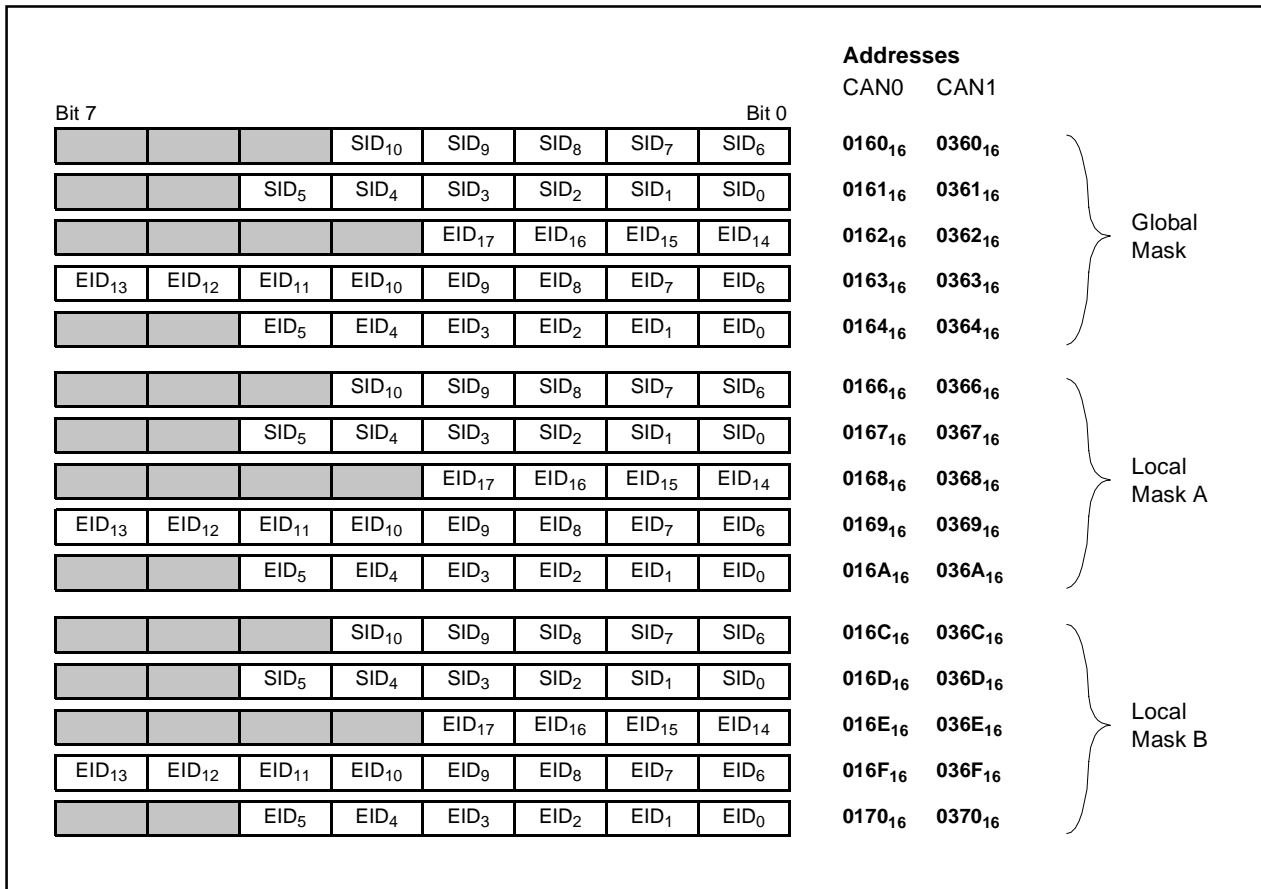 Addresses
CAN0 CAN1
Bit 7 Bit 0
SID10 SID9 SID8 SID7 SID6 016016 036016
SID5 SID4 SID3 SID2 SID1 SID0 016116 036116
EID17 EID16 EID15 EID14 016216 036216
EID13 EID12 EID11 EID10 EID9 EID8 EID7 EID6 016316 036316
EID5 EID4 EID3 EID2 EID1 EID0 016416 036416
Global
Mask
SID10 SID9 SID8 SID7 SID6 016616 036616
SID5 SID4 SID3 SID2 SID1 SID0 016716 036716
EID17 EID16 EID15 EID14 016816 036816
EID13 EID12 EID11 EID10 EID9 EID8 EID7 EID6 016916 036916
EID5 EID4 EID3 EID2 EID1 EID0 016A16 036A16
Local
Mask A
SID10 SID9 SID8 SID7 SID6 016C16 036C16
SID5 SID4 SID3 SID2 SID1 SID0 016D16 036D16
EID17 EID16 EID15 EID14 016E16 036E16
EID13 EID12 EID11 EID10 EID9 EID8 EID7 EID6 016F16 036F16
EID5 EID4 EID3 EID2 EID1 EID0 017016 037016
Local
Mask B